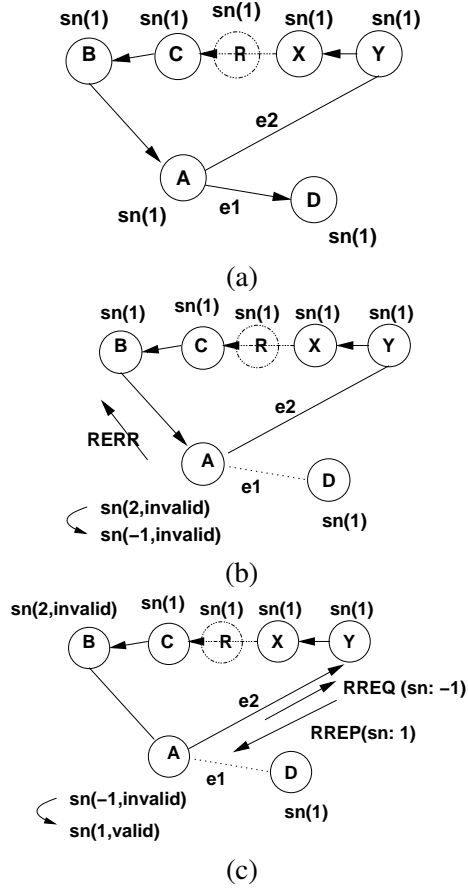 sn(1) sn(1) sn(1) sn(1) sn(1)
B C R X Y
e2
A
e1 D
sn(1)
sn(1)
(a)
sn(1) sn(1) sn(1) sn(1) sn(1)
B C R X Y
e2
RERR
A
e1 D
sn(2,invalid)
sn(1)
sn(−1,invalid)
(b)
sn(2,invalid) sn(1) sn(1) sn(1) sn(1)
B C R X Y
e2 RREQ (sn: −1)
RREP(sn: 1)
A
e1 D
sn(−1,invalid)
sn(1)
sn(1,valid)
(c)